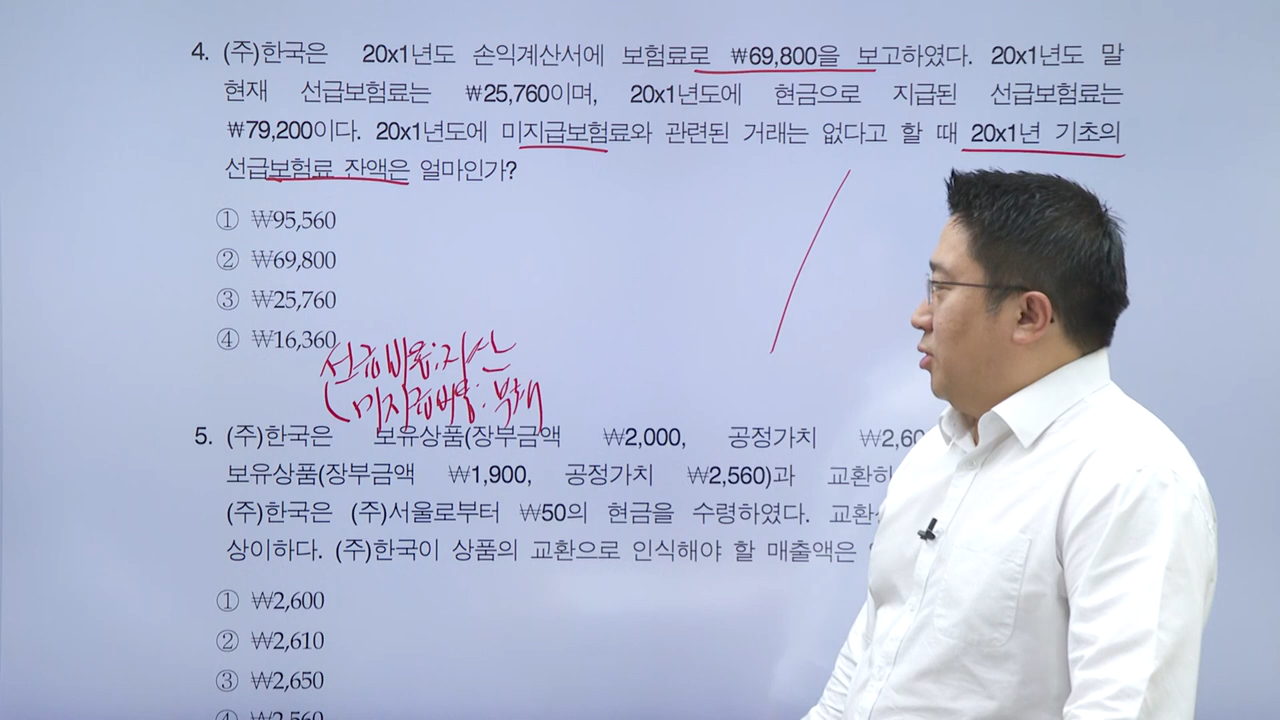 4. (주)한국은 20x1년도 손익계산서에 보험료로 ₩69,800을 보고하였다. 20x1년도 말
현재 선급보험료는 ₩25,760이며, 20x1년도에 현금으로 지급된 선급보험료는
₩79,200이다. 20x1년도에 미지급보험료와 관련된 거래는 없다고 할 때 20x1년 기초의
선급보험료 잔액은 얼마인가?
① ₩95,560
② ₩69,800
③ ₩25,760
④ ₩16,360
선급비용:자산
미지급비용:부채
5. (주)한국은 보유상품(장부금액 ₩2,000, 공정가치 ₩2,60
보유상품(장부금액 ₩1,900, 공정가치 ₩2,560)과 교환하
(주)한국은 (주)서울로부터 ₩50의 현금을 수령하였다. 교환
상이하다. (주)한국이 상품의 교환으로 인식해야 할 매출액은
① ₩2,600
② ₩2,610
③ ₩2,650
④ ₩2,560